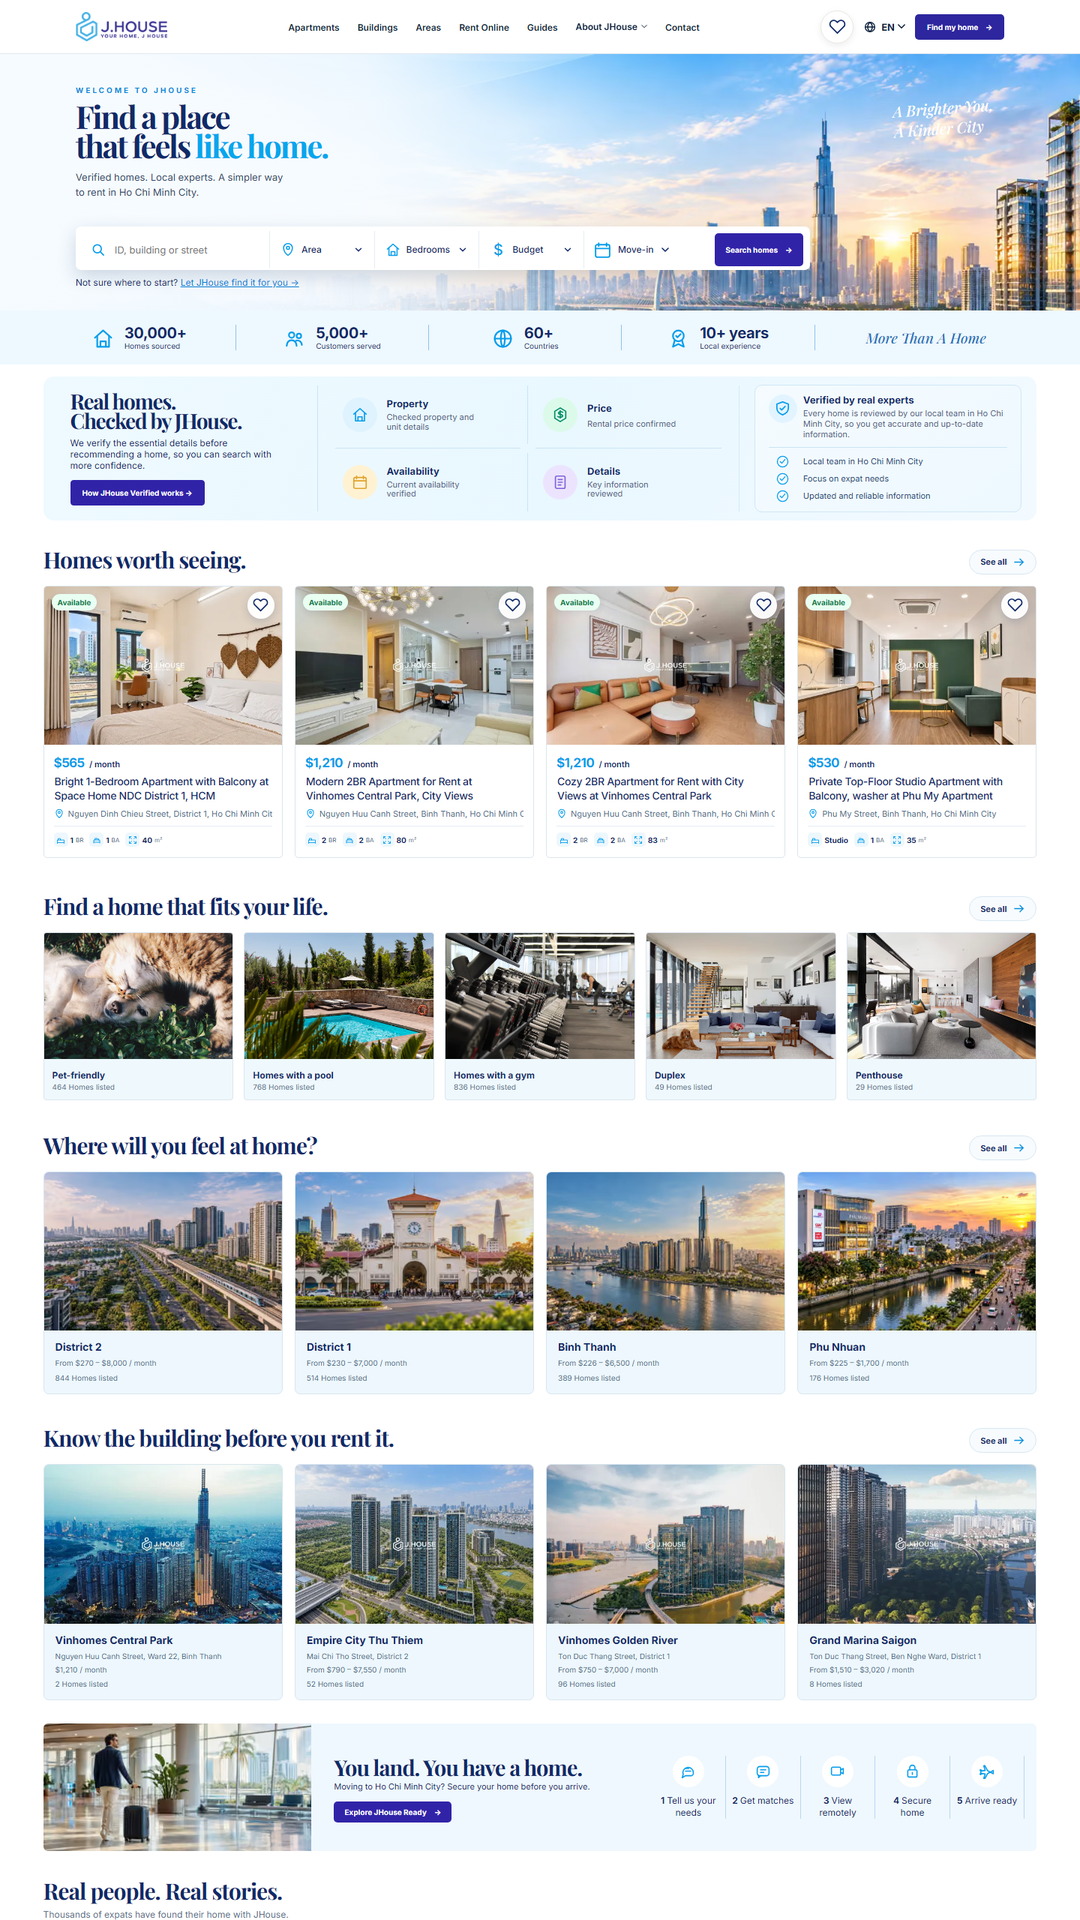 J.HOUSE
YOUR HOME, J HOUSE
Apartments
Buildings
Areas
Rent Online
Guides
About JHouse
Contact
EN
Find my home →
WELCOME TO JHOUSE
Find a place
that feels like home.
Verified homes. Local experts. A simpler way
to rent in Ho Chi Minh City.
A Brighter You,
A Kinder City
ID, building or street
Area
Bedrooms
Budget
Move-in
Search homes →
Not sure where to start? Let JHouse find it for you →
30,000+
Homes sourced
5,000+
Customers served
60+
Countries
10+ years
Local experience
More Than A Home
Real homes.
Checked by JHouse.
We verify the essential details before
recommending a home, so you can search with
more confidence.
How JHouse Verified works →
Property
Checked property and
unit details
Price
Rental price confirmed
Availability
Current availability
verified
Details
Key information
reviewed
Verified by real experts
Every home is reviewed by our local team in Ho Chi
Minh City, so you get accurate and up-to-date
information.
Local team in Ho Chi Minh City
Focus on expat needs
Updated and reliable information
Homes worth seeing.
See all →
Available
J.HOUSE
$565 / month
Bright 1-Bedroom Apartment with Balcony at
Space Home NDC District 1, HCM
Nguyen Dinh Chieu Street, District 1, Ho Chi Minh Cit
1 BR 1 BA 40 m²
Available
J.HOUSE
$1,210 / month
Modern 2BR Apartment for Rent at
Vinhomes Central Park, City Views
Nguyen Huu Canh Street, Binh Thanh, Ho Chi Minh C
2 BR 2 BA 80 m²
Available
J.HOUSE
$1,210 / month
Cozy 2BR Apartment for Rent with City
Views at Vinhomes Central Park
Nguyen Huu Canh Street, Binh Thanh, Ho Chi Minh C
2 BR 2 BA 83 m²
Available
J.HOUSE
$530 / month
Private Top-Floor Studio Apartment with
Balcony, washer at Phu My Apartment
Phu My Street, Binh Thanh, Ho Chi Minh City
Studio 1 BA 35 m²
Find a home that fits your life.
See all →
Pet-friendly
464 Homes listed
Homes with a pool
768 Homes listed
Homes with a gym
836 Homes listed
Duplex
49 Homes listed
Penthouse
29 Homes listed
Where will you feel at home?
See all →
District 2
From $270 – $8,000 / month
844 Homes listed
District 1
From $230 – $7,000 / month
514 Homes listed
Binh Thanh
From $226 – $6,500 / month
389 Homes listed
Phu Nhuan
From $225 – $1,700 / month
176 Homes listed
Know the building before you rent it.
See all →
J.HOUSE
Vinhomes Central Park
Nguyen Huu Canh Street, Ward 22, Binh Thanh
$1,210 / month
2 Homes listed
J.HOUSE
Empire City Thu Thiem
Mai Chi Tho Street, District 2
From $790 – $7,550 / month
52 Homes listed
J.HOUSE
Vinhomes Golden River
Ton Duc Thang Street, District 1
From $750 – $7,000 / month
96 Homes listed
J.HOUSE
Grand Marina Saigon
Ton Duc Thang Street, Ben Nghe Ward, District 1
From $1,510 – $3,020 / month
8 Homes listed
You land. You have a home.
Moving to Ho Chi Minh City? Secure your home before you arrive.
Explore JHouse Ready →
1 Tell us your
needs
2 Get matches
3 View
remotely
4 Secure
home
5 Arrive ready
Real people. Real stories.
Thousands of expats have found their home with JHouse.